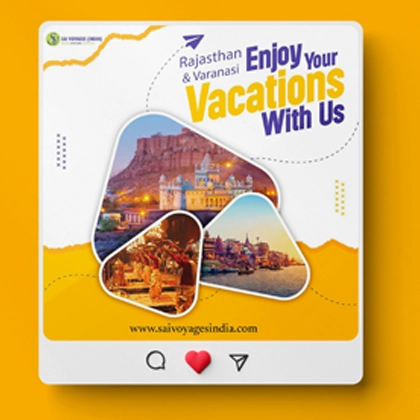 SAI VOYAGES (INDIA)
Rajasthan
& Varanasi
Enjoy Your
Vacations
With Us
www.saivoyagesindia.com